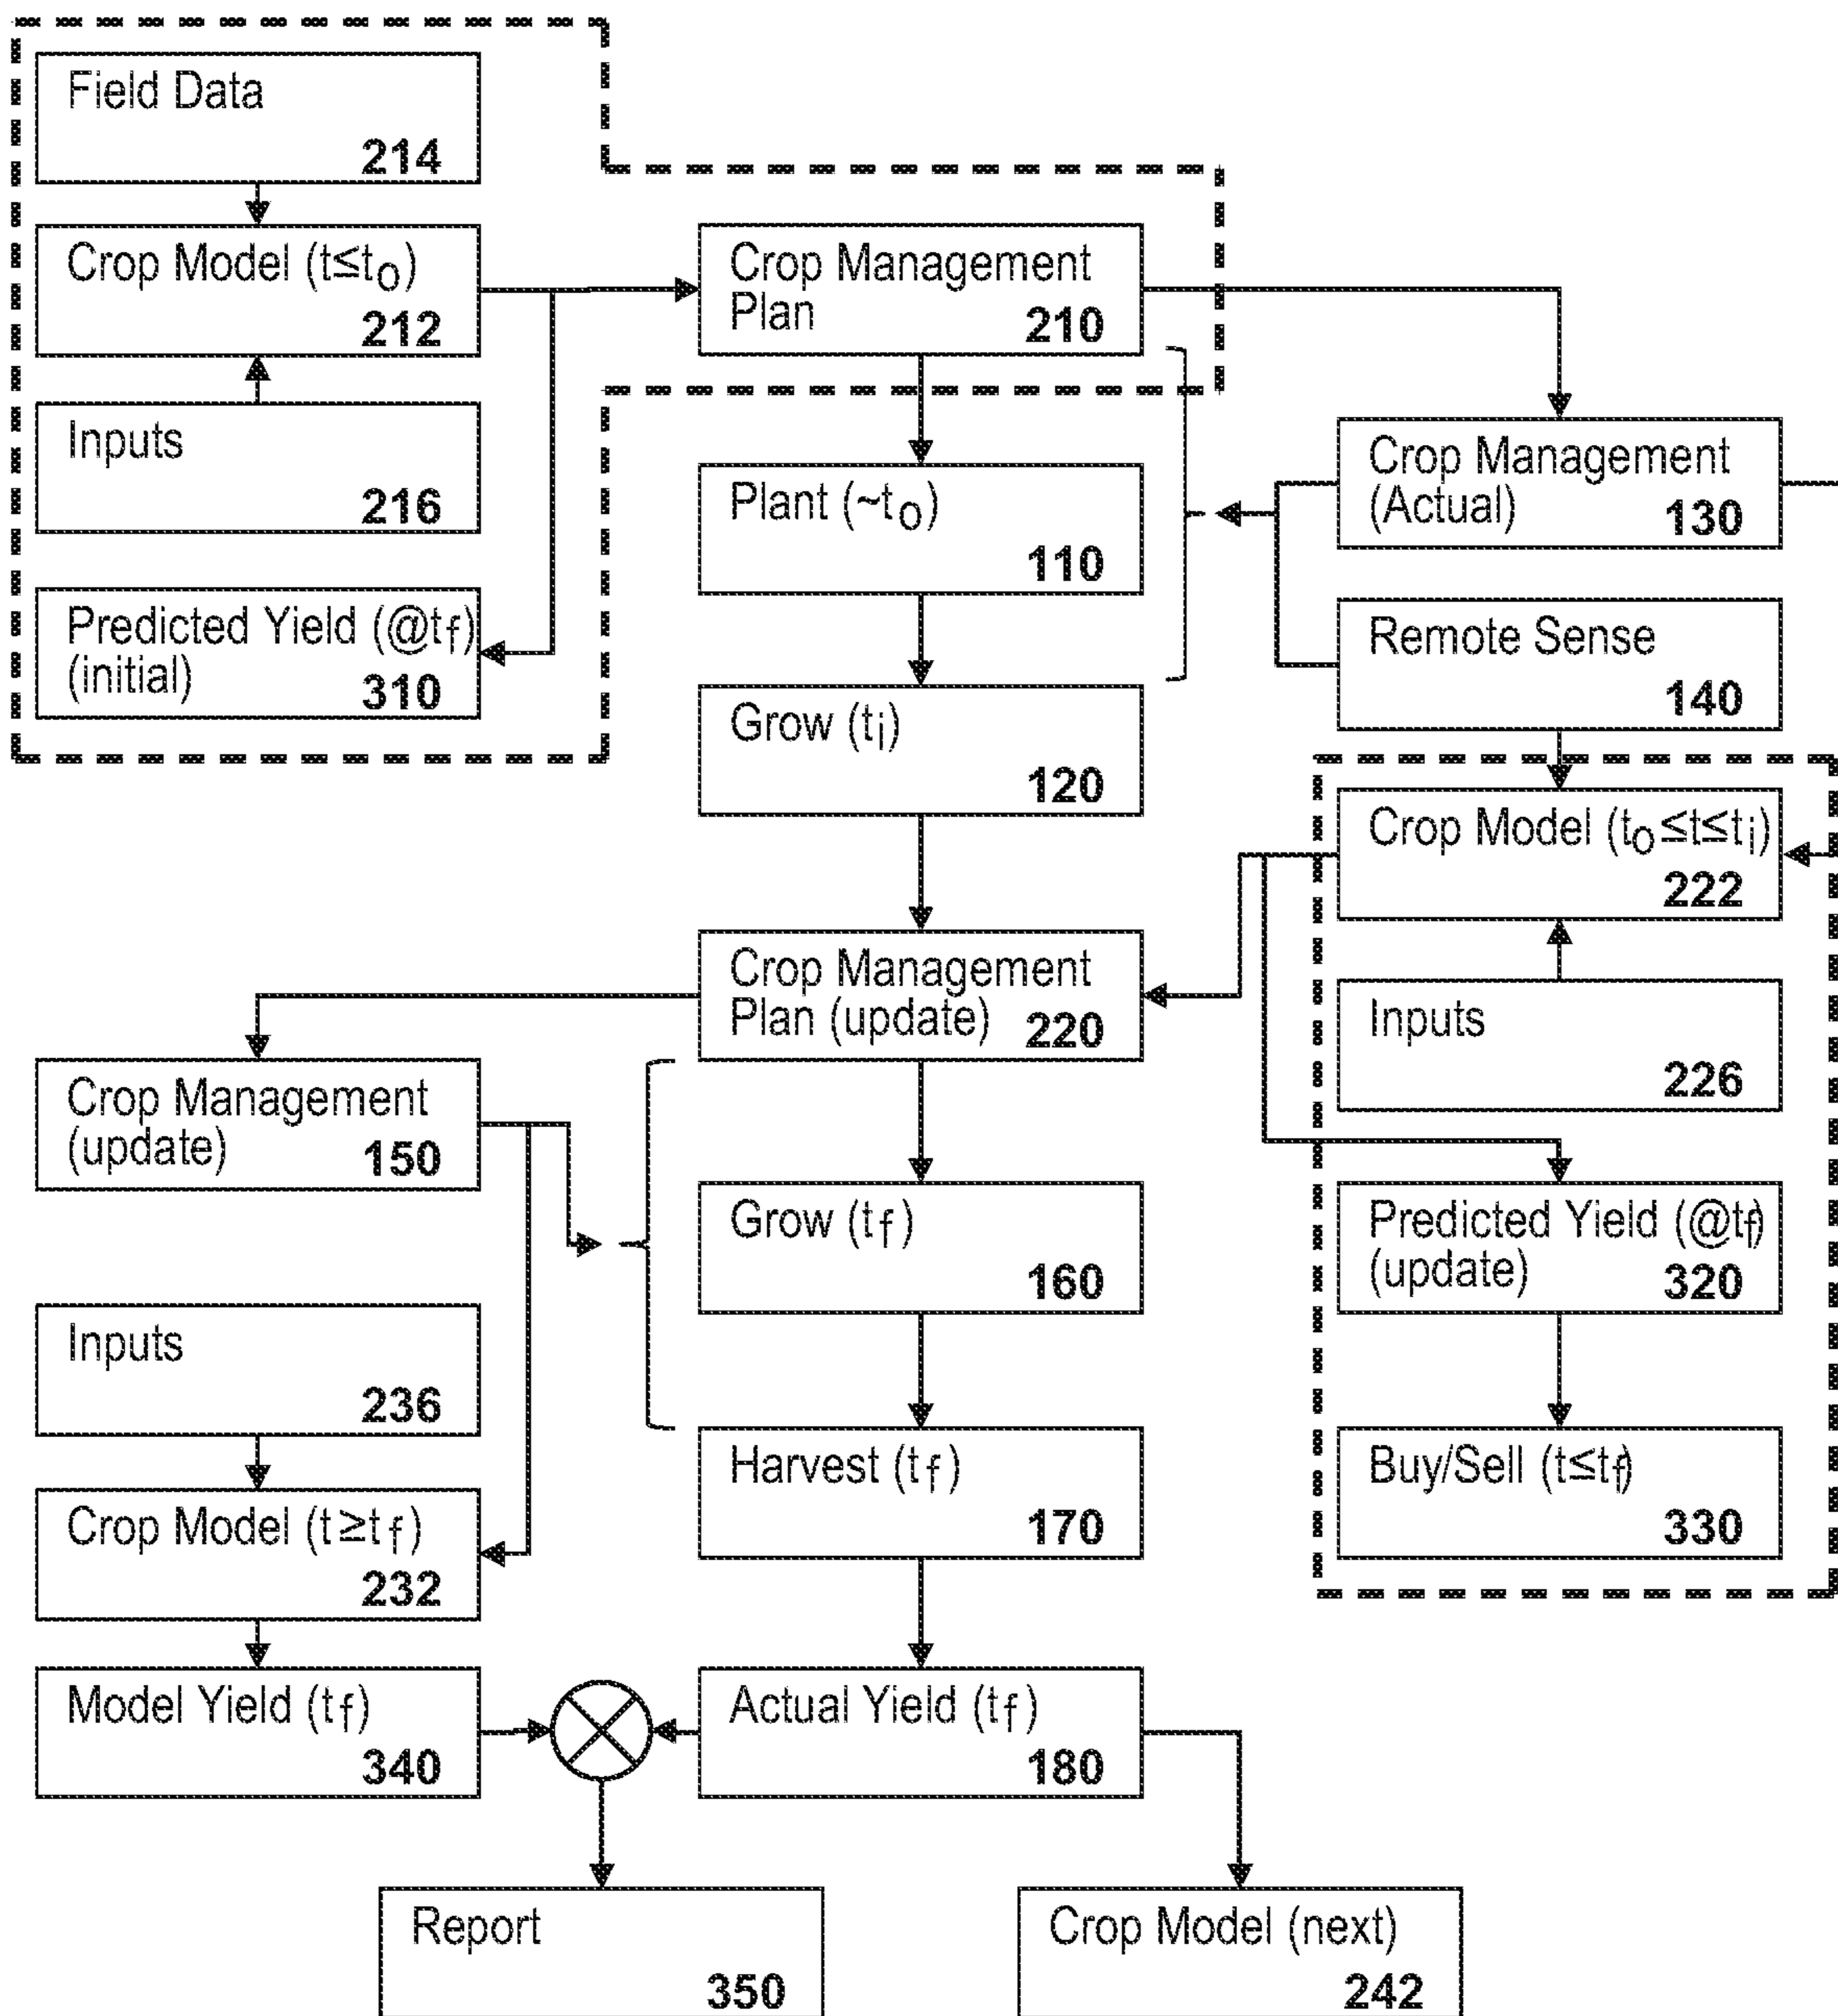 Field Data
214
Crop Model (t≤to)
212
Crop Management
Plan
210
Inputs
216
Crop Management
(Actual)
130
Plant (~to)
110
Predicted Yield (@tf)
(initial)
310
Remote Sense
140
Grow (ti)
120
Crop Model (to≤t≤ti)
222
Crop Management
Plan (update) 220
Inputs
226
Crop Management
(update)
150
Grow (tf)
160
Predicted Yield (@tf)
(update)
320
Inputs
236
Harvest (tf)
170
Buy/Sell (t≤tf)
330
Crop Model (t≥tf)
232
Model Yield (tf)
340
Actual Yield (tf)
180
Report
350
Crop Model (next)
242